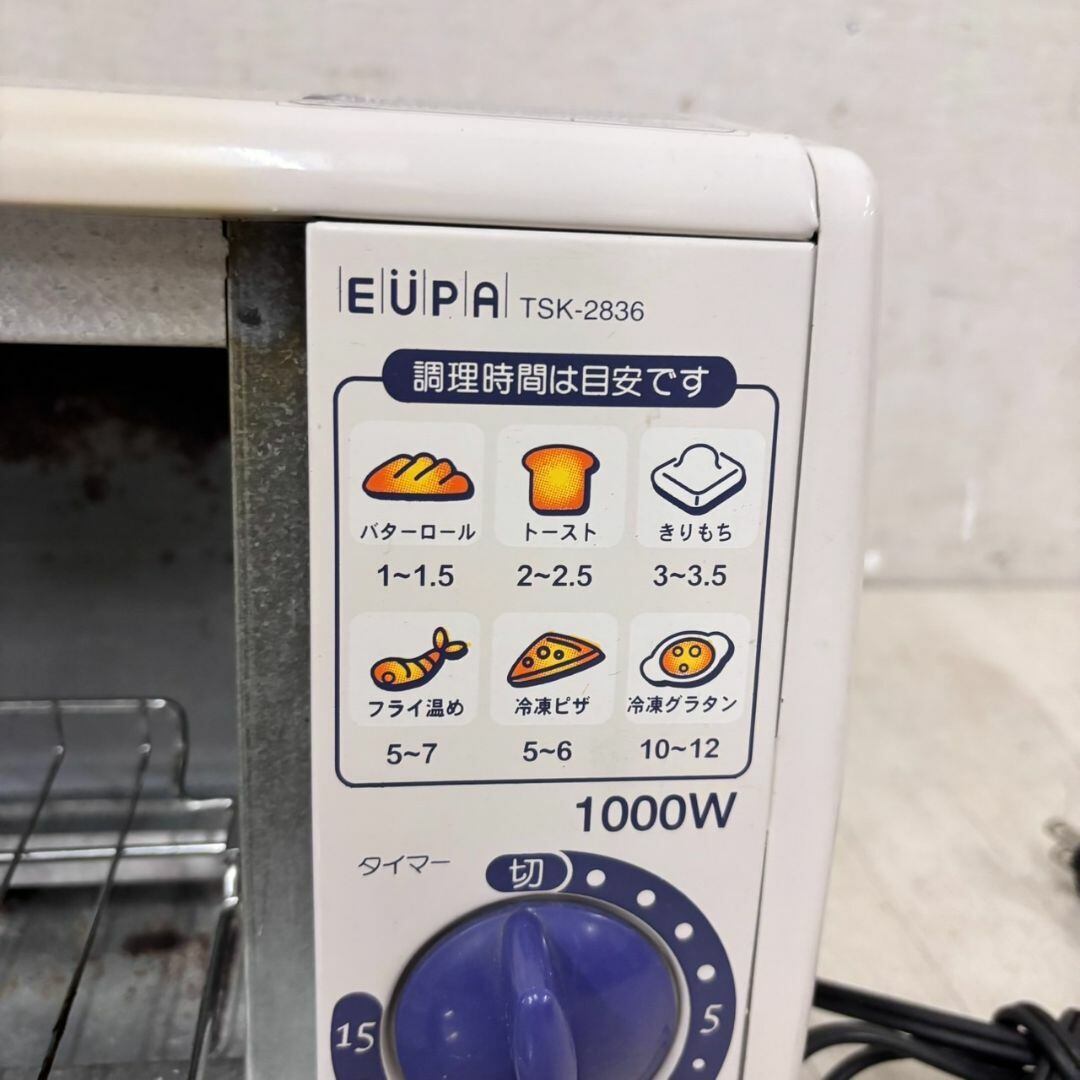 EÜPA TSK-2836
調理時間は目安です
バターロール トースト きりもち
1~1.5 2~2.5 3~3.5
フライ温め 冷凍ピザ 冷凍グラタン
5~7 5~6 10~12
1000W
タイマー 切
15 5